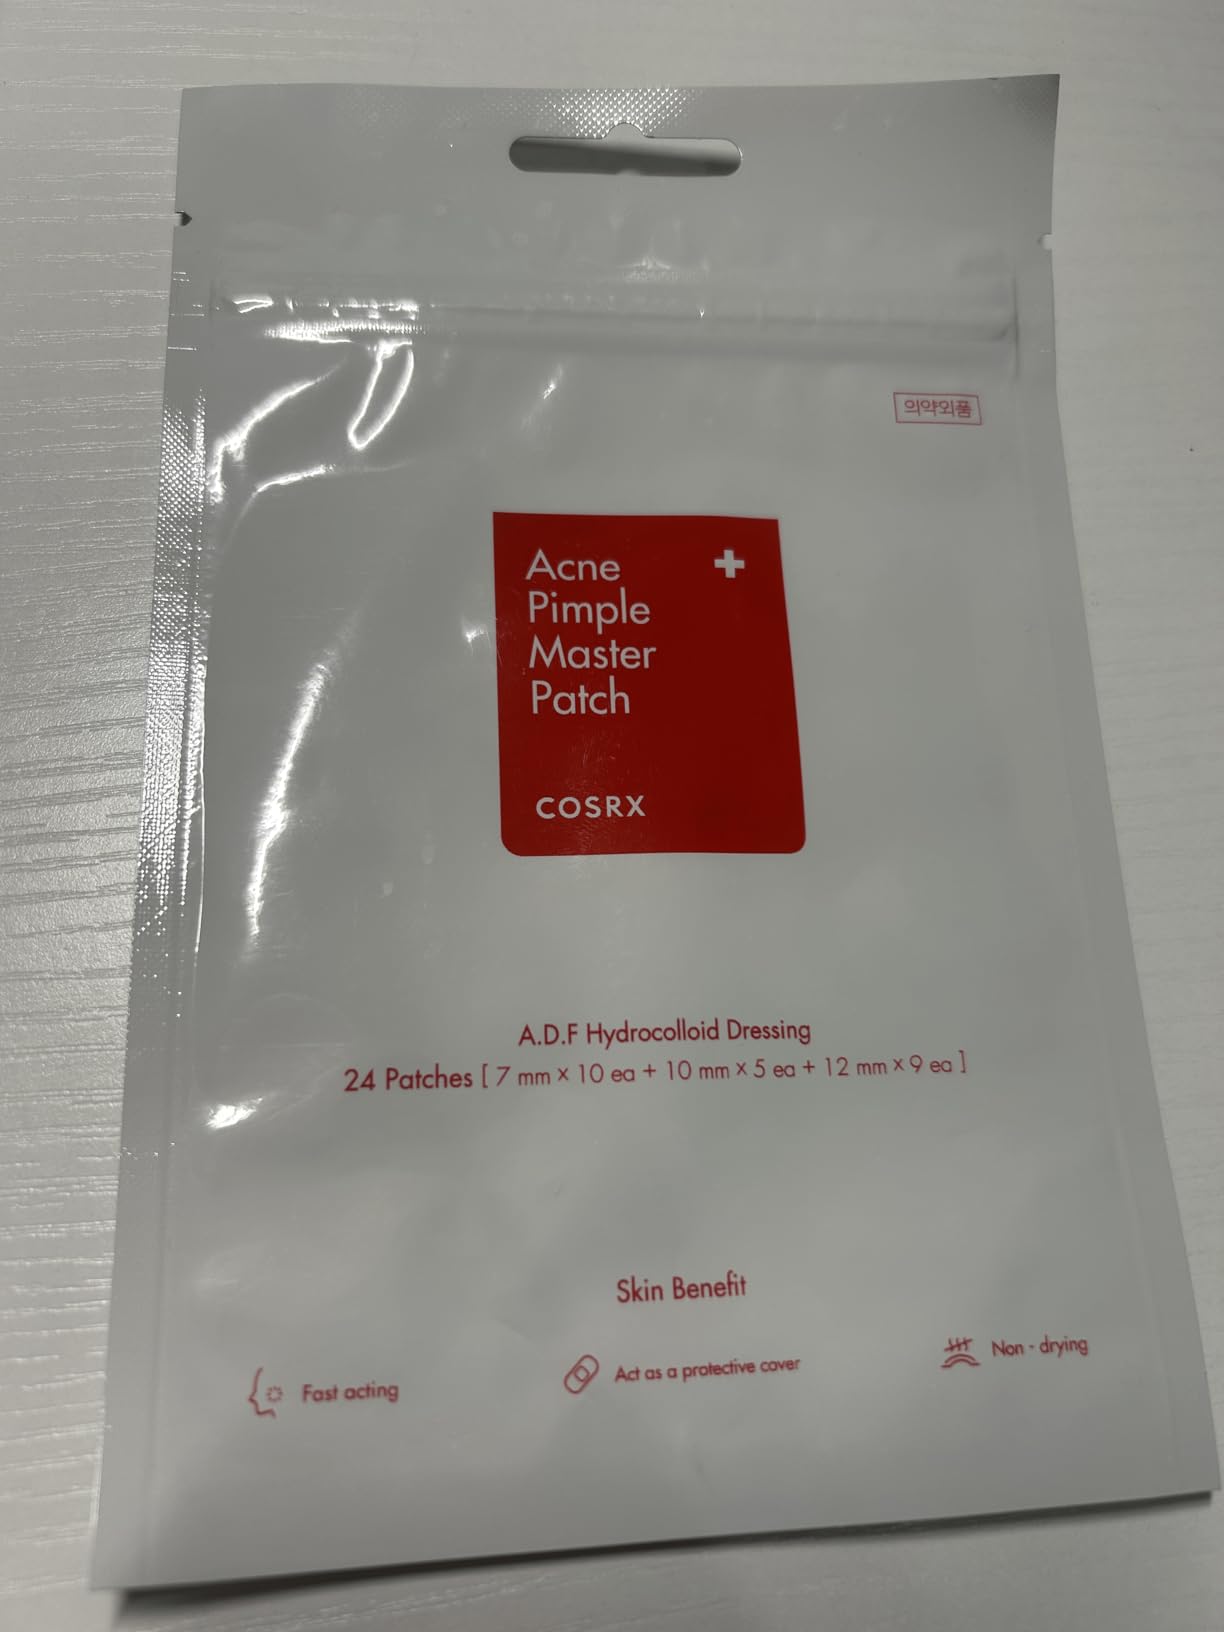 의약외품
Acne
Pimple
Master
Patch
COSRX
A.D.F Hydrocolloid Dressing
24 Patches [ 7 mm × 10 ea + 10 mm × 5 ea + 12 mm × 9 ea ]
Skin Benefit
Fast acting
Act as a protective cover
Non - drying